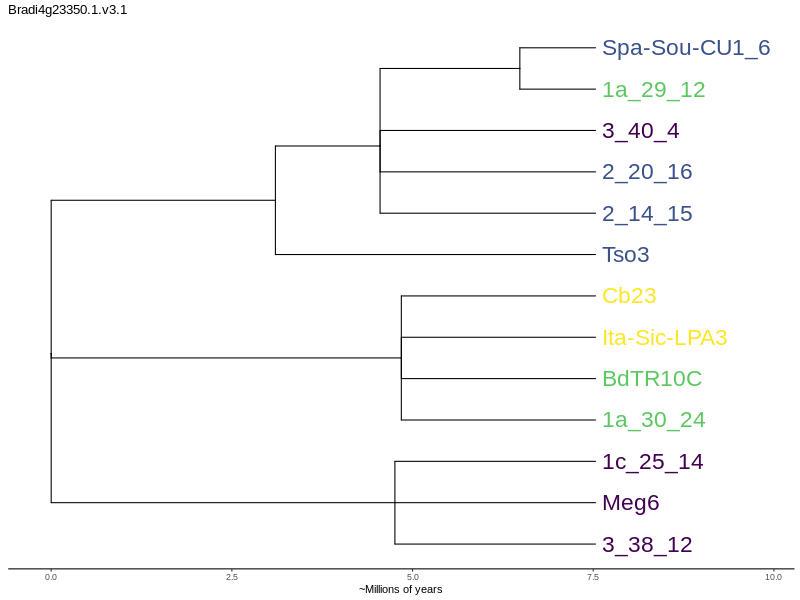 Bradi4g23350.1.v3.1
Spa-Sou-CU1_6
1a_29_12
3_40_4
2_20_16
2_14_15
Tso3
Cb23
Ita-Sic-LPA3
BdTR10C
1a_30_24
1c_25_14
Meg6
3_38_12
0.0 2.5 5.0 7.5 10.0
~Millions of years